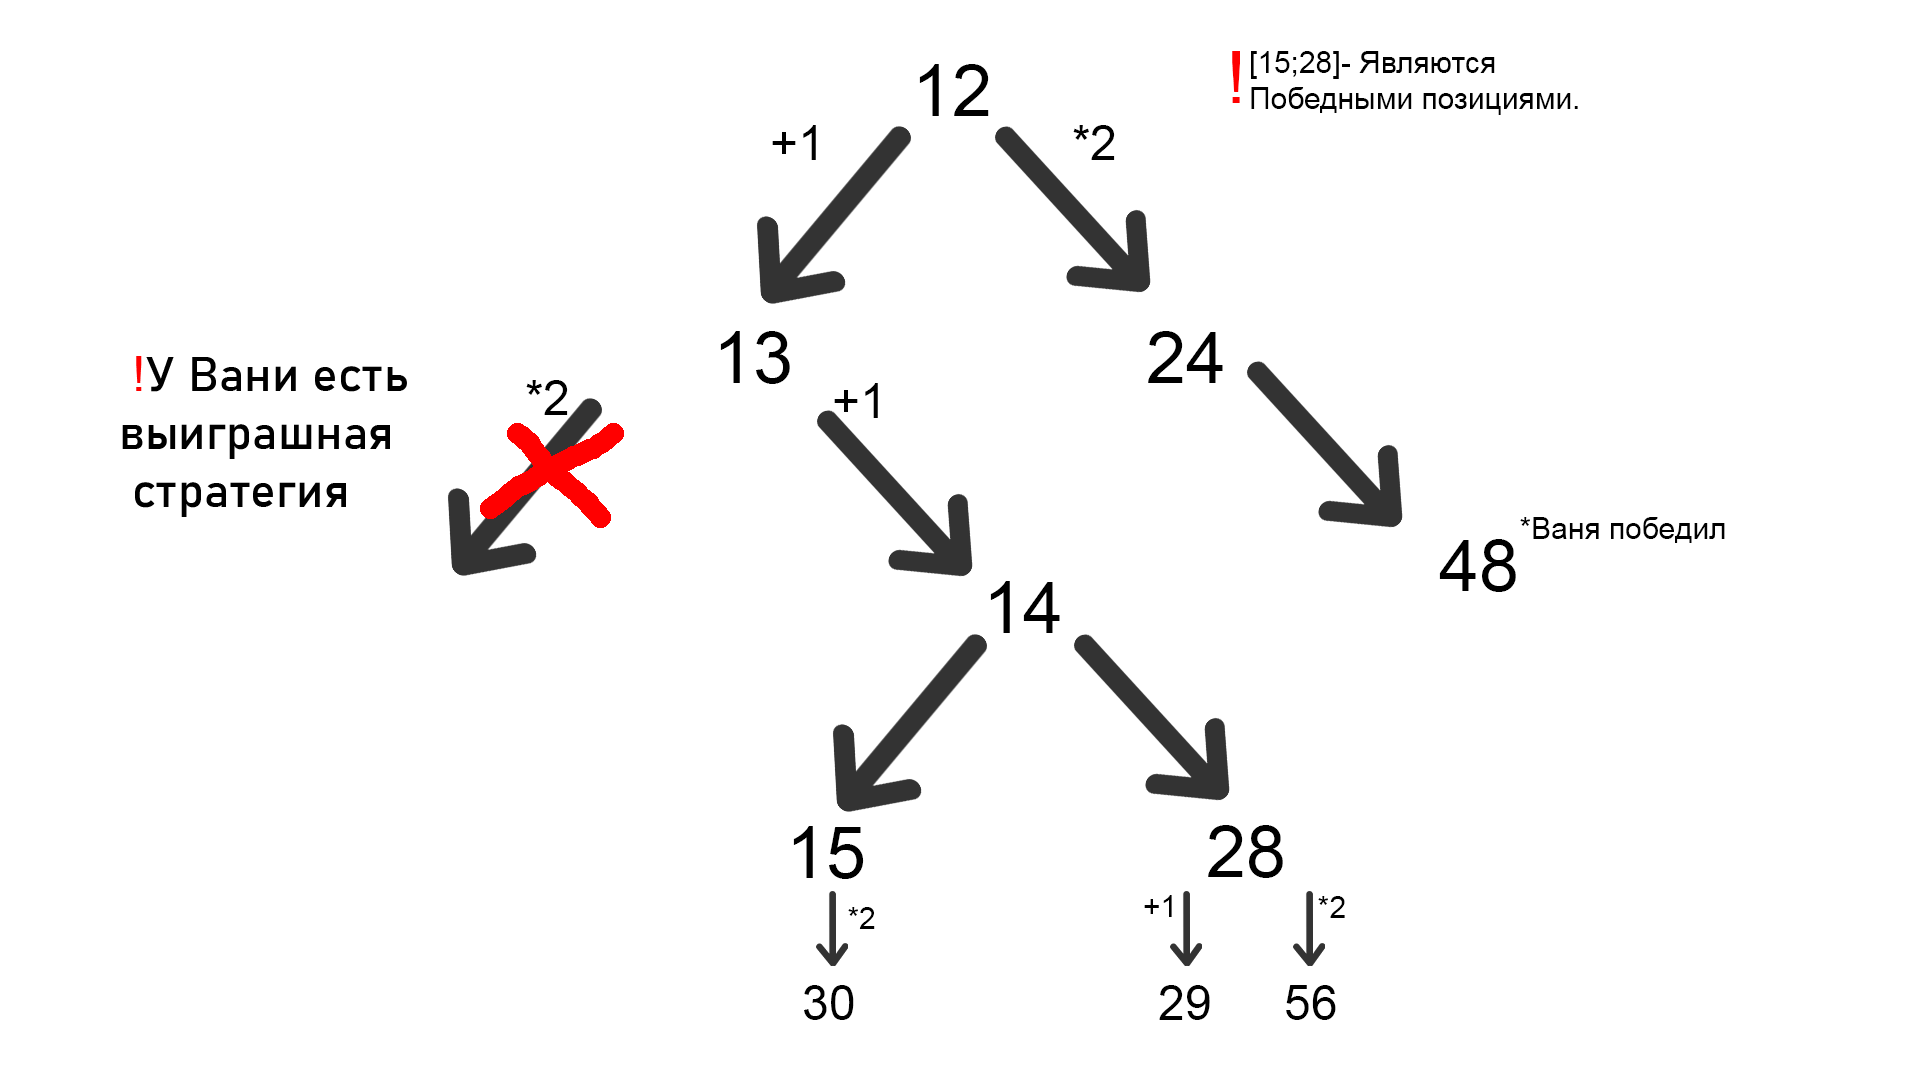 12
! [15;28]- Являются
Победными позициями.
+1
*2
13
24
!У Вани есть
выиграшная
стратегия
*2
+1
48 *Ваня победил
14
15
28
*2
+1
*2
30
29
56